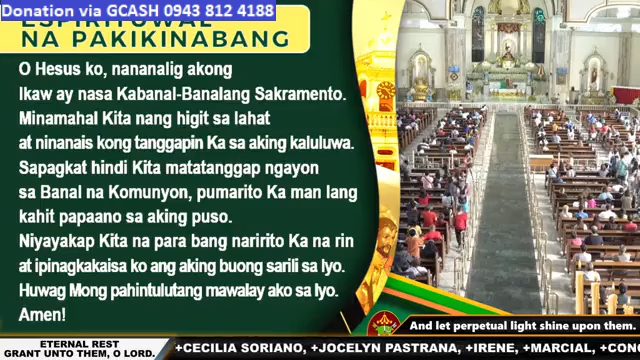 Donation via GCASH 0943 812 4188
NA PAKIKINABANG
O Hesus ko, nananalig akong
Ikaw ay nasa Kabanal-Banalang Sakramento.
Minamahal Kita nang higit sa lahat
at ninanais kong tanggapin Ka sa aking kaluluwa.
Sapagkat hindi Kita matatanggap ngayon
sa Banal na Komunyon, pumarito Ka man lang
kahit papaano sa aking puso.
Niyayakap Kita na para bang naririto Ka na rin
at ipinagkakaisa ko ang aking buong sarili sa Iyo.
Huwag Mong pahintulutang mawalay ako sa Iyo.
Amen!
And let perpetual light shine upon them.
ETERNAL REST
GRANT UNTO THEM, O LORD.
+CECILIA SORIANO, +JOCELYN PASTRANA, +IRENE, +MARCIAL, +CON